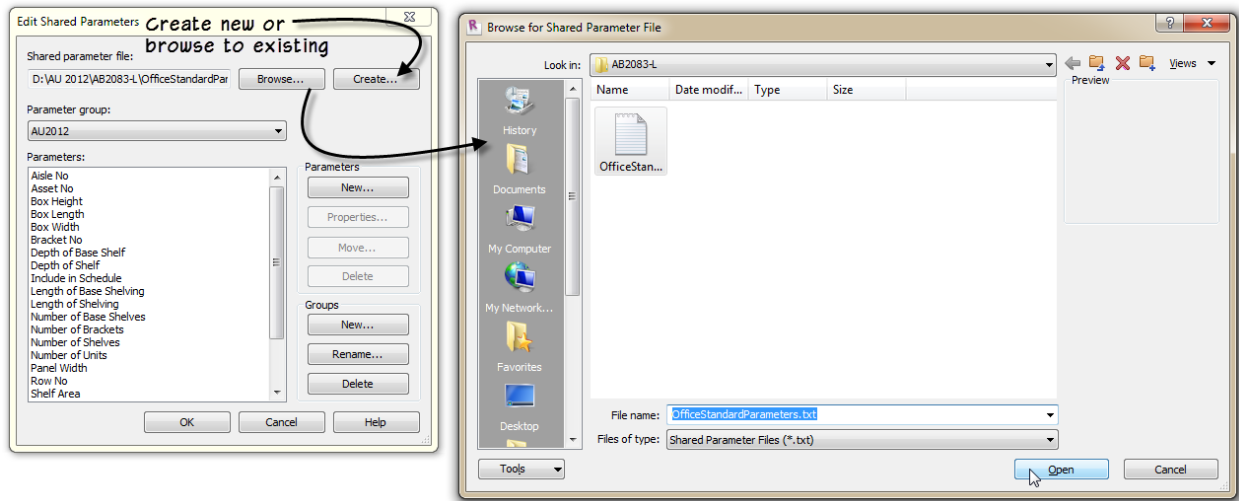 Edit Shared Parameters
Create new or
browse to existing
Shared parameter file:
D:\AU 2012\AB2083-L\OfficeStandardPar
Browse...
Create...
Parameter group:
AU2012
Parameters:
Aisle No
Asset No
Box Height
Box Length
Box Width
Bracket No
Depth of Base Shelf
Depth of Shelf
Include in Schedule
Length of Base Shelving
Length of Shelving
Number of Base Shelves
Number of Brackets
Number of Shelves
Number of Units
Panel Width
Row No
Shelf Area
Parameters
New...
Properties...
Move...
Delete
Groups
New...
Rename...
Delete
OK
Cancel
Help
Browse for Shared Parameter File
Look in:
AB2083-L
Views
Name
Date modif...
Type
Size
Preview
History
Documents
My Computer
My Network...
Favorites
Desktop
OfficeStan...
File name:
OfficeStandardParameters.txt
Files of type:
Shared Parameter Files (*.txt)
Tools
Open
Cancel